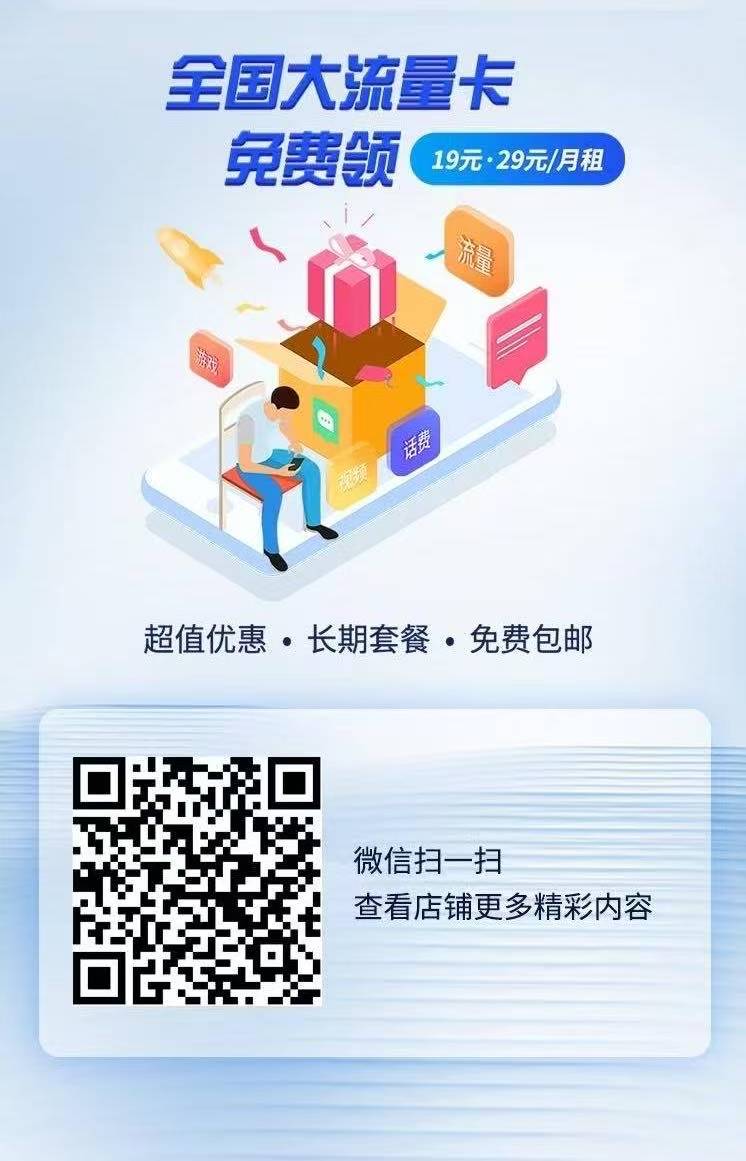 全国大流量卡
免费领
19元·29元/月租
流量
游戏
话费
视频
超值优惠 • 长期套餐 • 免费包邮
微信扫一扫
查看店铺更多精彩内容